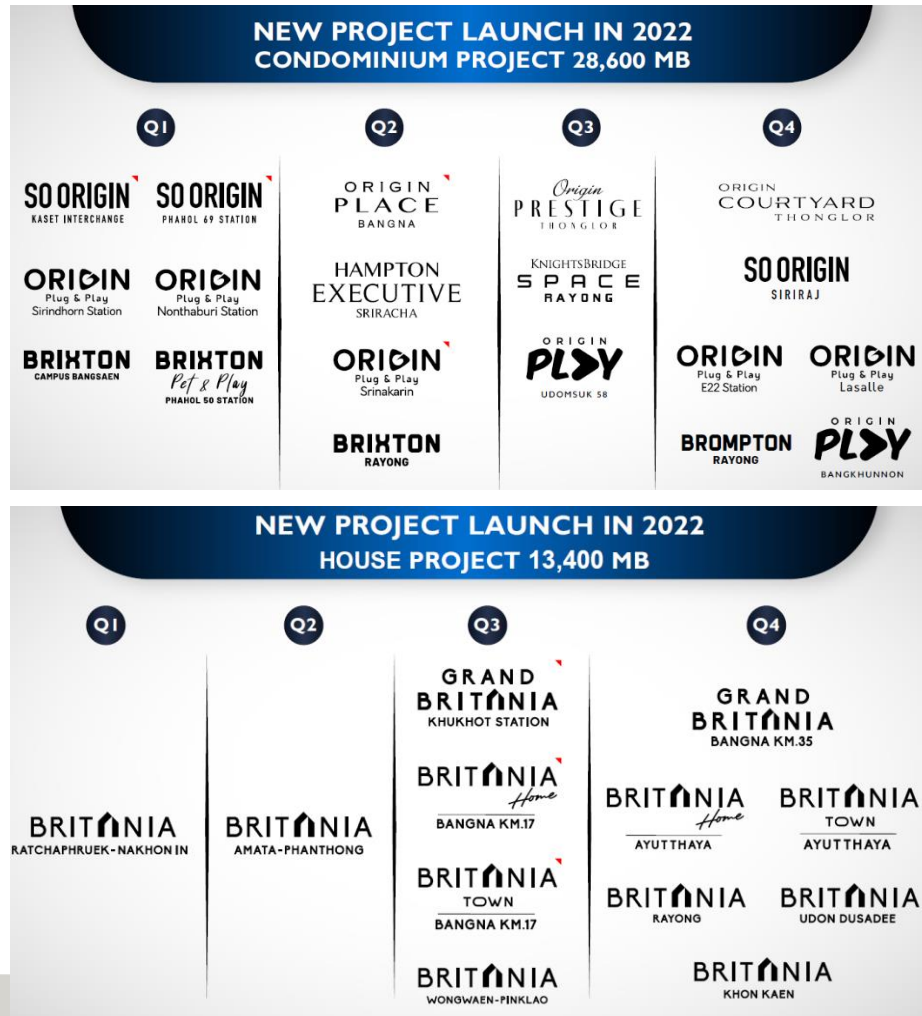 NEW PROJECT LAUNCH IN 2022
CONDOMINIUM PROJECT 28,600 MB
Q1
SO ORIGIN
KASET INTERCHANGE
SO ORIGIN
PHAHOL 69 STATION
ORIGIN
Plug & Play
Sirindhorn Station
ORIGIN
Plug & Play
Nonthaburi Station
BRIXTON
CAMPUS BANGSAEN
BRIXTON
Pet & Play
PHAHOL 50 STATION
Q2
ORIGIN
PLACE
BANGNA
HAMPTON
EXECUTIVE
SRIRACHA
ORIGIN
Plug & Play
Srinakarin
BRIXTON
RAYONG
Q3
Origin
PRESTIGE
THONGLOR
KNIGHTSBRIDGE
SPACE
RAYONG
ORIGIN
PLAY
UDOMSUK 58
Q4
ORIGIN
COURTYARD
THONGLOR
SO ORIGIN
SIRIRAJ
ORIGIN
Plug & Play
E22 Station
ORIGIN
Plug & Play
Lasalle
BROMPTON
RAYONG
ORIGIN
PLAY
BANGKHUNNON
NEW PROJECT LAUNCH IN 2022
HOUSE PROJECT 13,400 MB
Q1
BRITANIA
RATCHAPHRUEK-NAKHON IN
Q2
BRITANIA
AMATA-PHANTHONG
Q3
GRAND
BRITANIA
KHUKHOT STATION
BRITANIA
Home
BANGNA KM.17
BRITANIA
TOWN
BANGNA KM.17
BRITANIA
WONGWAEN-PINKLAO
Q4
GRAND
BRITANIA
BANGNA KM.35
BRITANIA
Home
AYUTTHAYA
BRITANIA
TOWN
AYUTTHAYA
BRITANIA
RAYONG
BRITANIA
UDON DUSADEE
BRITANIA
KHON KAEN